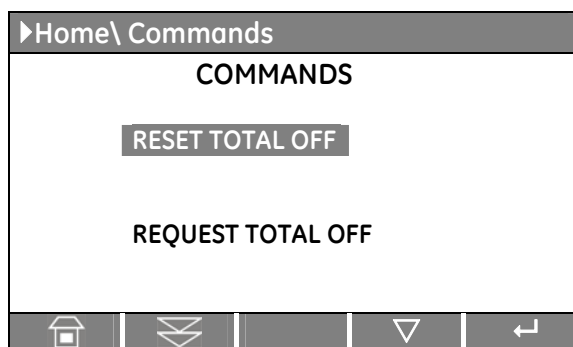 Home\ Commands
COMMANDS
RESET TOTAL OFF
REQUEST TOTAL OFF